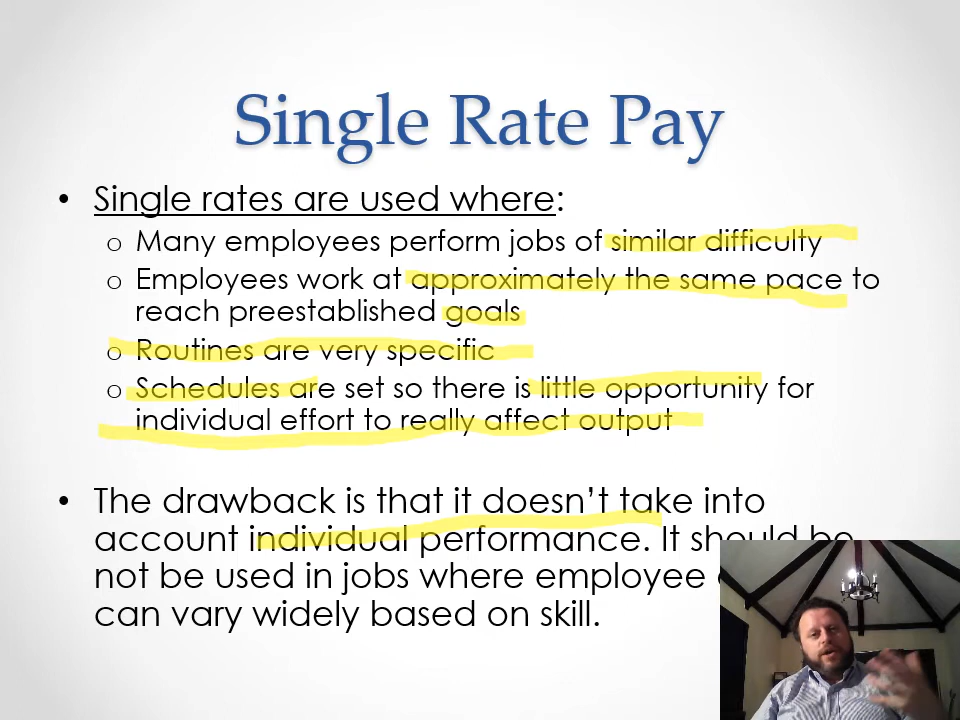 Single Rate Pay
• Single rates are used where:
o Many employees perform jobs of similar difficulty
o Employees work at approximately the same pace to
reach preestablished goals
o Routines are very specific
o Schedules are set so there is little opportunity for
individual effort to really affect output
• The drawback is that it doesn't take into
account individual performance. It should be
not be used in jobs where employee
can vary widely based on skill.